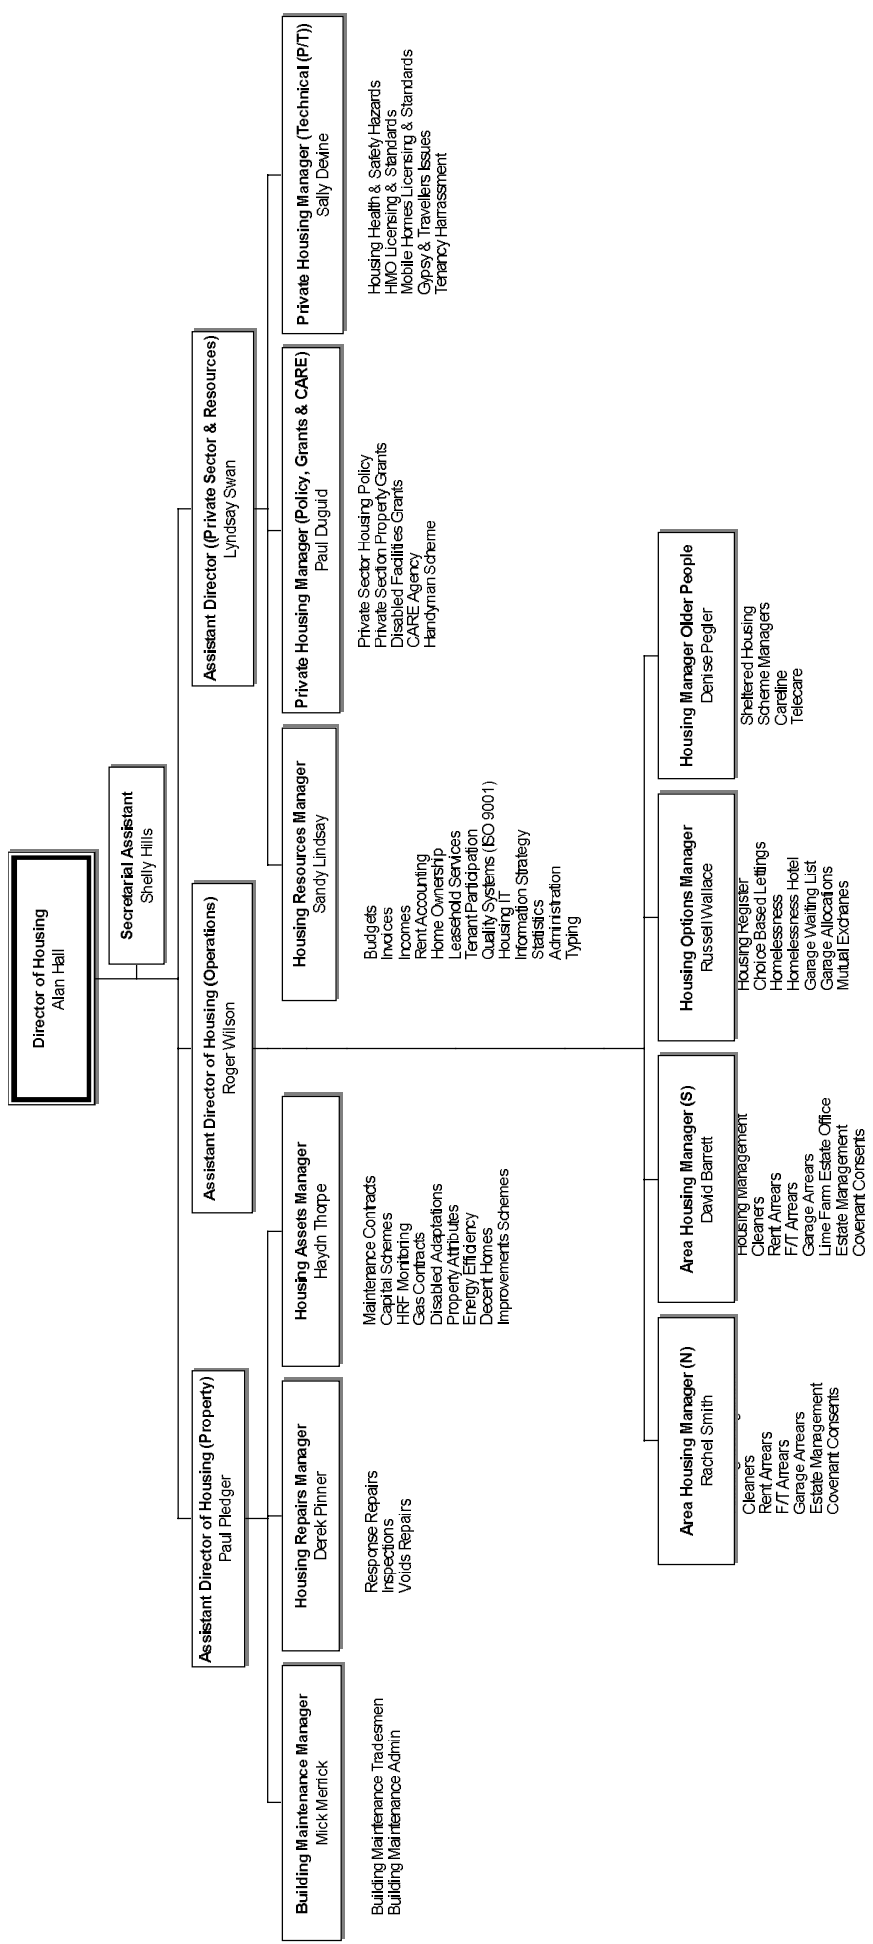 Director of Housing
Alan Hall
Secretarial Assistant
Shelly Hills
Assistant Director of Housing (Property)
Paul Pledger
Assistant Director of Housing (Operations)
Roger Wilson
Assistant Director ((Private Sector & Resources)
Lyndsay Swan
Building Maintenance Manager
Mick Merrick
Building Maintenance Tradesmen
Building Maintenance Admin
Housing Repairs Manager
Derek Pinner
Response Repairs
Inspections
Voids Repairs
Housing Assets Manager
Haydn Thorpe
Maintenance Contracts
Capital Schemes
HRF Monitoring
Gas Contracts
Disabled Adaptations
Property Attributes
Energy Efficiency
Decent Homes
Improvements Schemes
Housing Resources Manager
Sandy Lindsay
Budgets
Invoices
Incomes
Rent Accounting
Home Ownership
Leasehold Services
Tenant Participation
Quality Systems (ISO 9001)
Housing IT
Information Strategy
Statistics
Administration
Typing
Private Housing Manager (Policy, Grants & CARE)
Paul Duguid
Private Sector Housing Policy
Private Section Property Grants
Disabled Facilities Grants
CARE Agency
Handyman Scheme
Private Housing Manager (Technical (P/T))
Sally Devine
Housing Health & Safety Hazards
HMO Licensing & Standards
Mobile Homes Licensing & Standards
Gypsy & Travellers Issues
Tenancy Harrassment
Area Housing Manager (N)
Rachel Smith
Cleaners
Rent Arrears
F/T Arrears
Garage Arrears
Estate Management
Covenant Consents
Area Housing Manager (S)
David Barrett
Housing Management
Cleaners
Rent Arrears
F/T Arrears
Garage Arrears
Lime Farm Estate Office
Estate Management
Covenant Consents
Housing Options Manager
Russell Wallace
Housing Register
Choice Based Lettings
Homelessness
Homelessness Hotel
Garage Waiting List
Garage Allocations
Mutual Exchanes
Housing Manager Older People
Denise Pegler
Sheltered Housing
Scheme Managers
Careline
Telecare